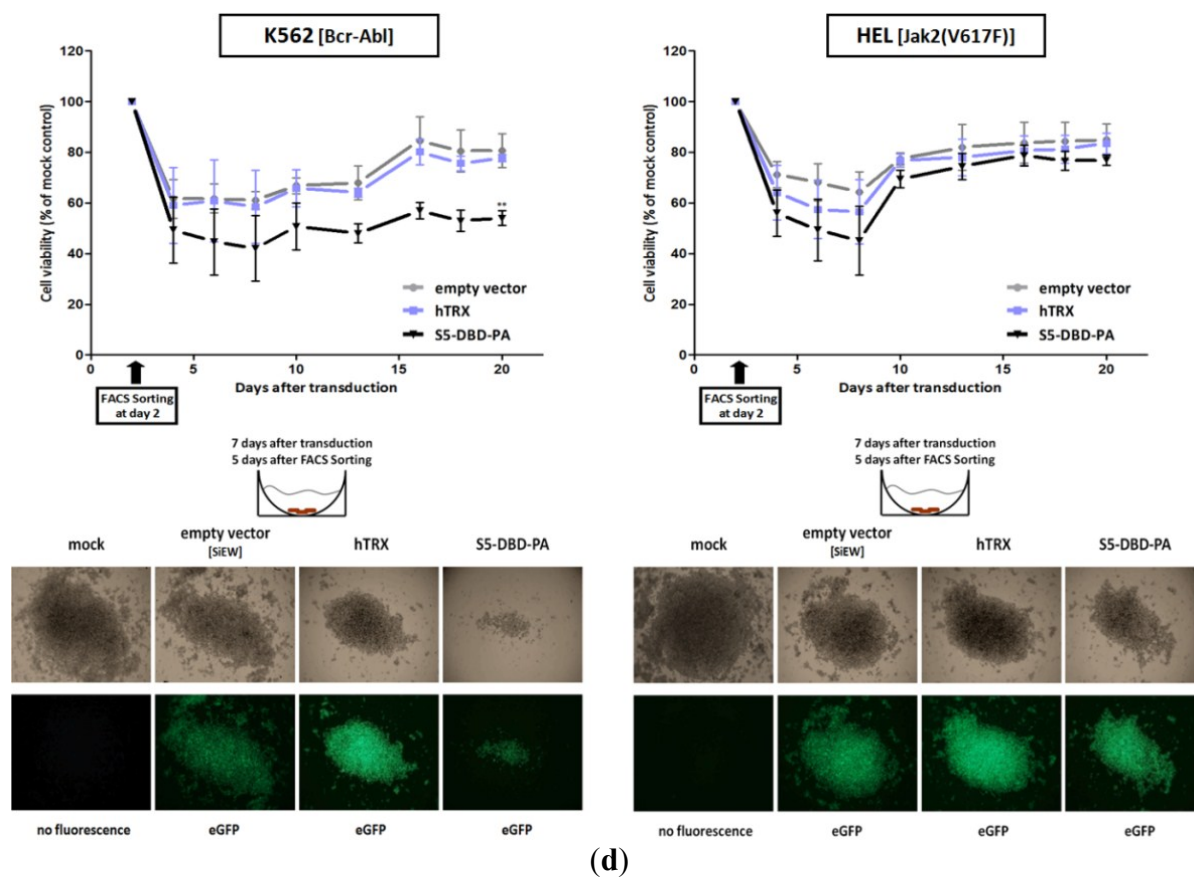 K562 [Bcr-Abl]
120
100
80
60
40
20
0
Cell viability (% of mock control)
**
empty vector
hTRX
S5-DBD-PA
0 5 10 15 20
Days after transduction
FACS Sorting
at day 2
HEL [Jak2(V617F)]
120
100
80
60
40
20
0
Cell viability (% of mock control)
empty vector
hTRX
S5-DBD-PA
0 5 10 15 20
Days after transduction
FACS Sorting
at day 2
7 days after transduction
5 days after FACS Sorting
mock
empty vector
[SiEW]
hTRX
S5-DBD-PA
no fluorescence
eGFP
eGFP
eGFP
7 days after transduction
5 days after FACS Sorting
mock
empty vector
[SiEW]
hTRX
S5-DBD-PA
no fluorescence
eGFP
eGFP
eGFP
(d)